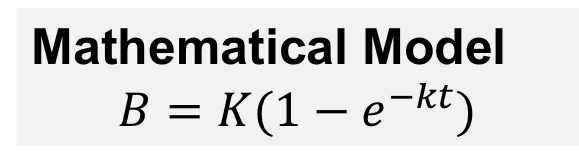 Mathematical Model
B = K(1 − e^{−kt})